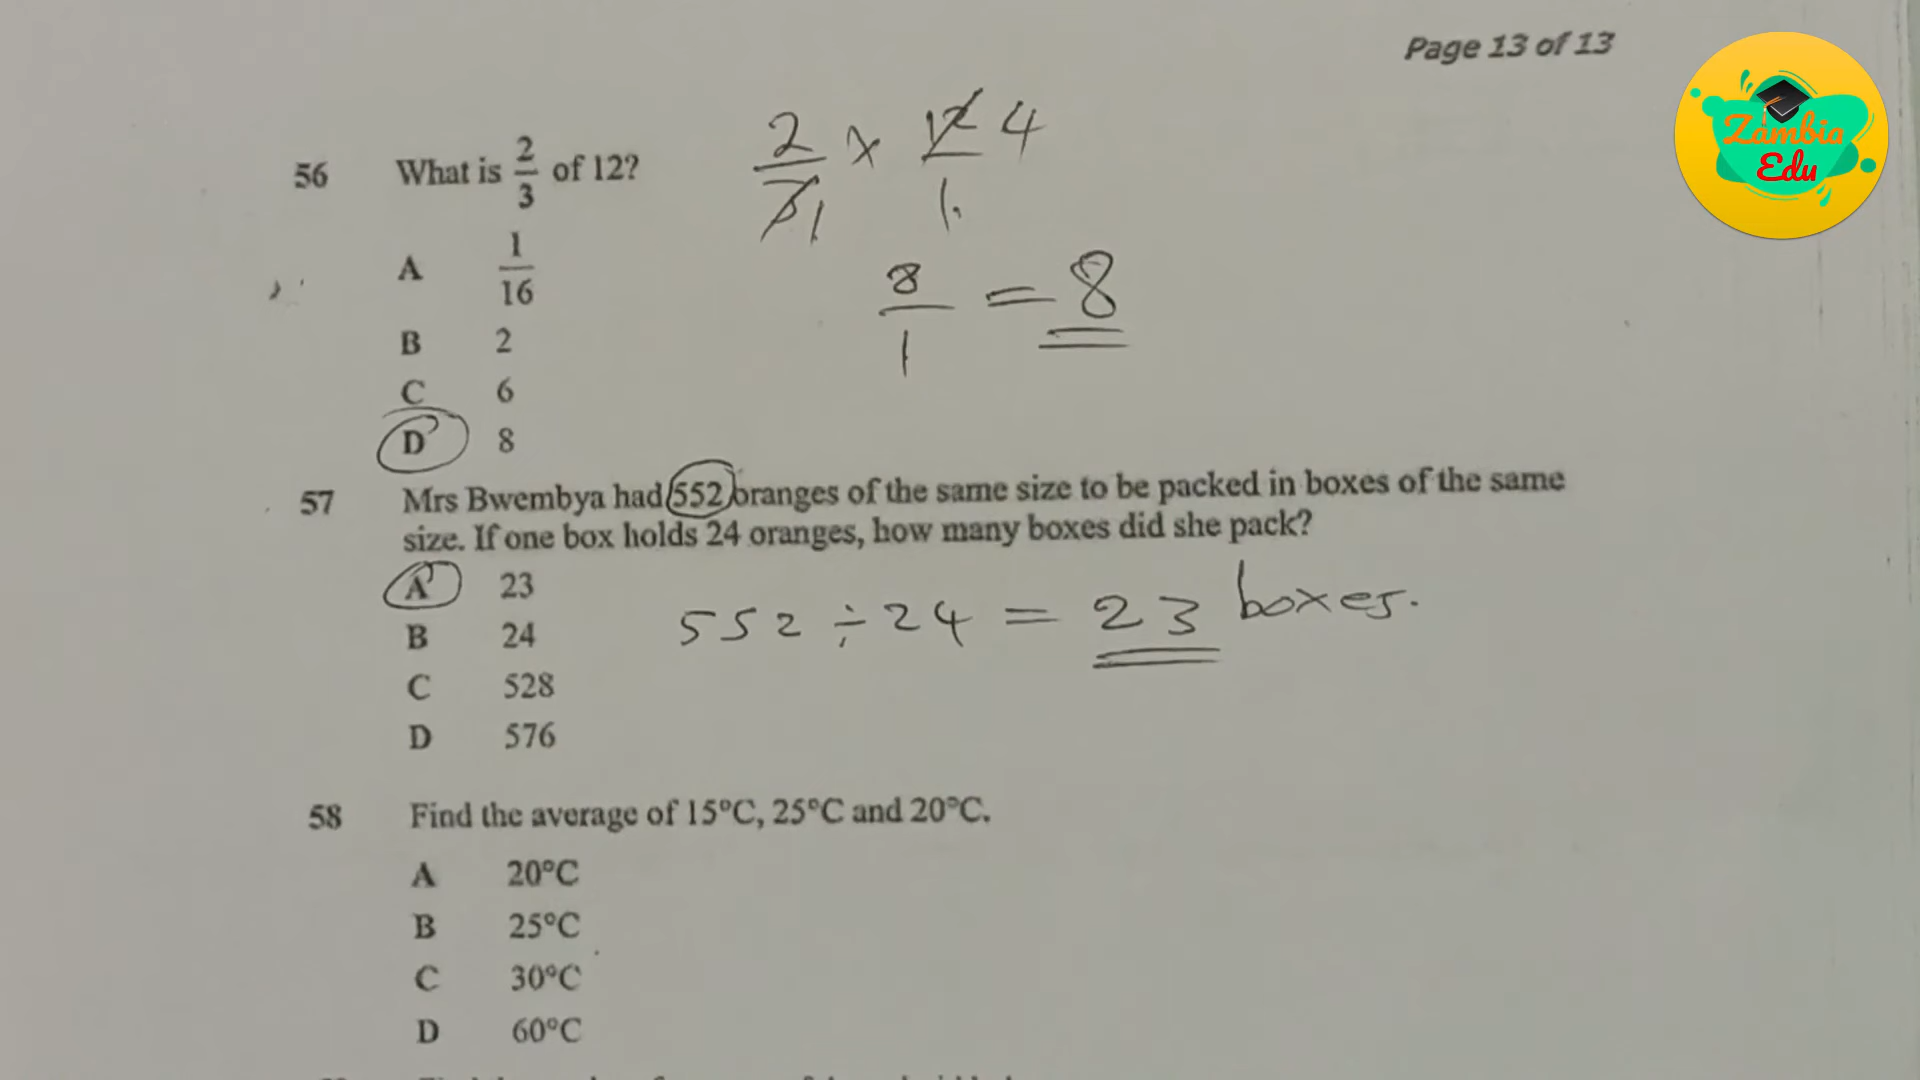 Page 13 of 13
Zambia
Edu
56 What is 2/3 of 12?
2/3 1 x 12/1 4
A 1/16
8/1 = 8
B 2
C 6
D 8
57 Mrs Bwembya had 552 oranges of the same size to be packed in boxes of the same
size. If one box holds 24 oranges, how many boxes did she pack?
A 23
552 ÷ 24 = 23 boxes.
B 24
C 528
D 576
58 Find the average of 15°C, 25°C and 20°C.
A 20°C
B 25°C
C 30°C
D 60°C